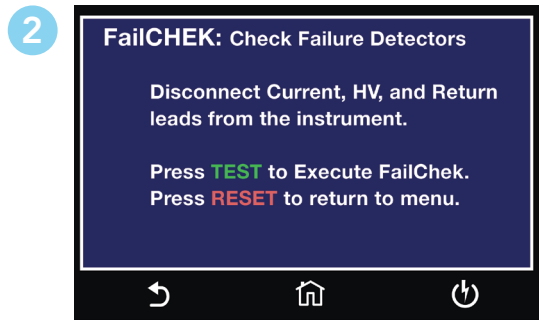 2
FailCHEK: Check Failure Detectors
Disconnect Current, HV, and Return
leads from the instrument.
Press TEST to Execute FailChek.
Press RESET to return to menu.